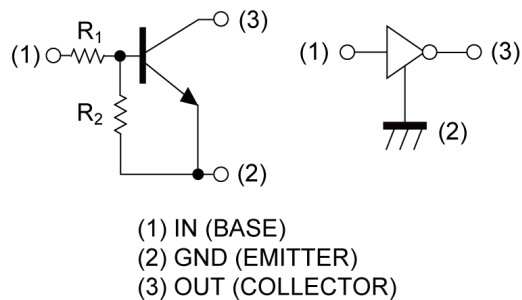 (3)
R1
(1)
R2
(2)
(1)
(3)
(2)
(1) IN (BASE)
(2) GND (EMITTER)
(3) OUT (COLLECTOR)